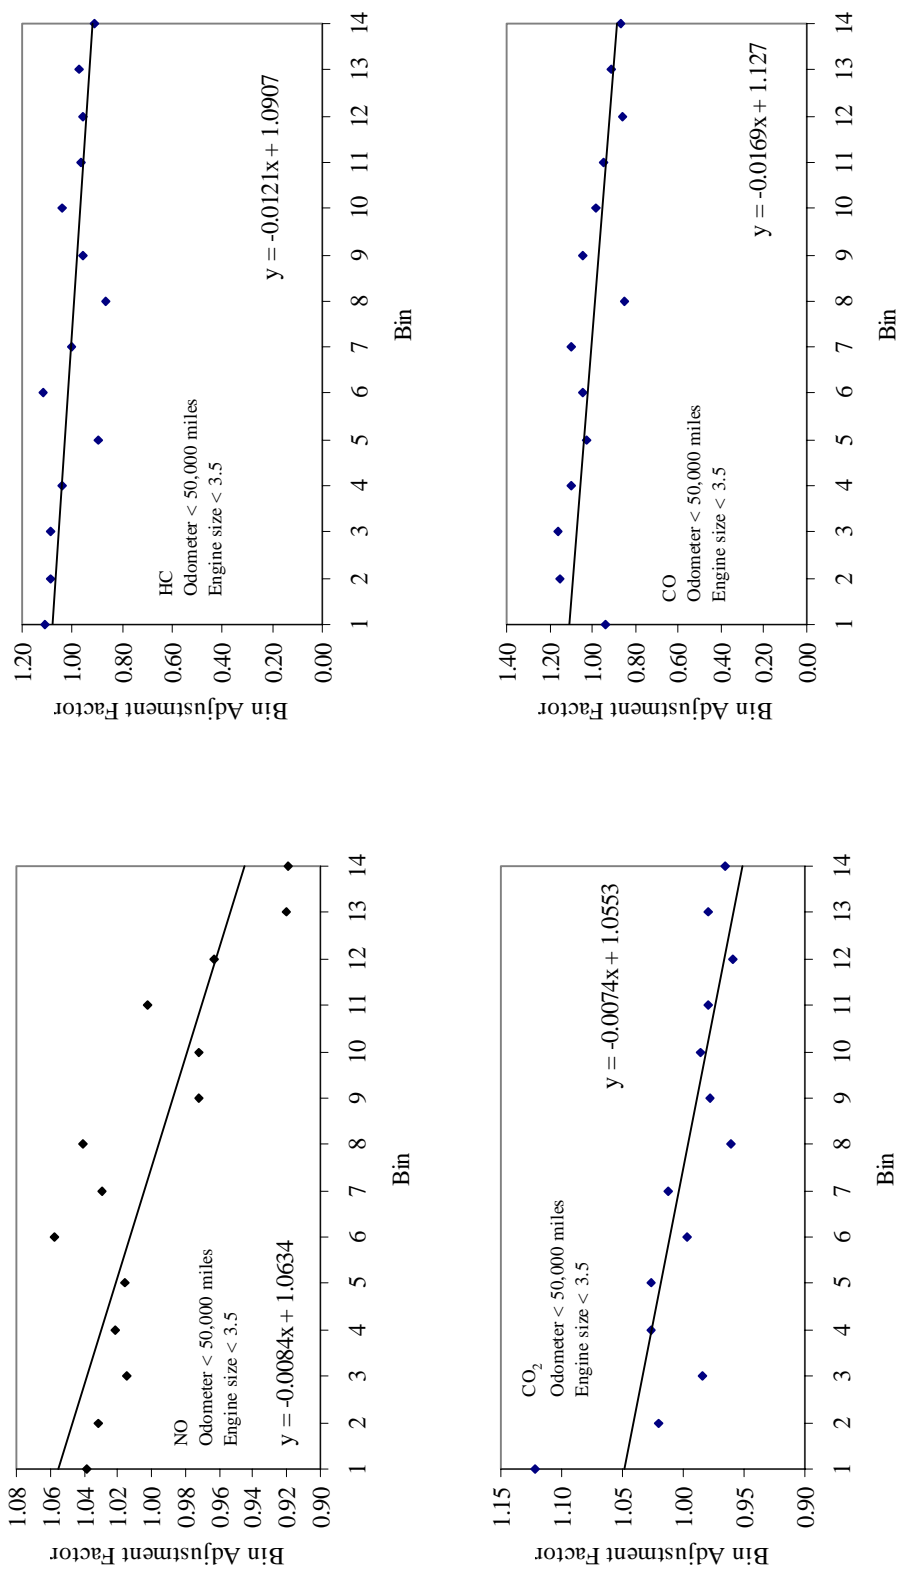 Bin Adjustment Factor
1.08
1.06
1.04
1.02
1.00
0.98
0.96
0.94
0.92
0.90
NO
Odometer < 50,000 miles
Engine size < 3.5
y = -0.0084x + 1.0634
1 2 3 4 5 6 7 8 9 10 11 12 13 14
Bin
Bin Adjustment Factor
1.20
1.00
0.80
0.60
0.40
0.20
0.00
HC
Odometer < 50,000 miles
Engine size < 3.5
y = -0.0121x + 1.0907
1 2 3 4 5 6 7 8 9 10 11 12 13 14
Bin
Bin Adjustment Factor
1.15
1.10
1.05
1.00
0.95
0.90
CO₂
Odometer < 50,000 miles
Engine size < 3.5
y = -0.0074x + 1.0553
1 2 3 4 5 6 7 8 9 10 11 12 13 14
Bin
Bin Adjustment Factor
1.40
1.20
1.00
0.80
0.60
0.40
0.20
0.00
CO
Odometer < 50,000 miles
Engine size < 3.5
y = -0.0169x + 1.127
1 2 3 4 5 6 7 8 9 10 11 12 13 14
Bin